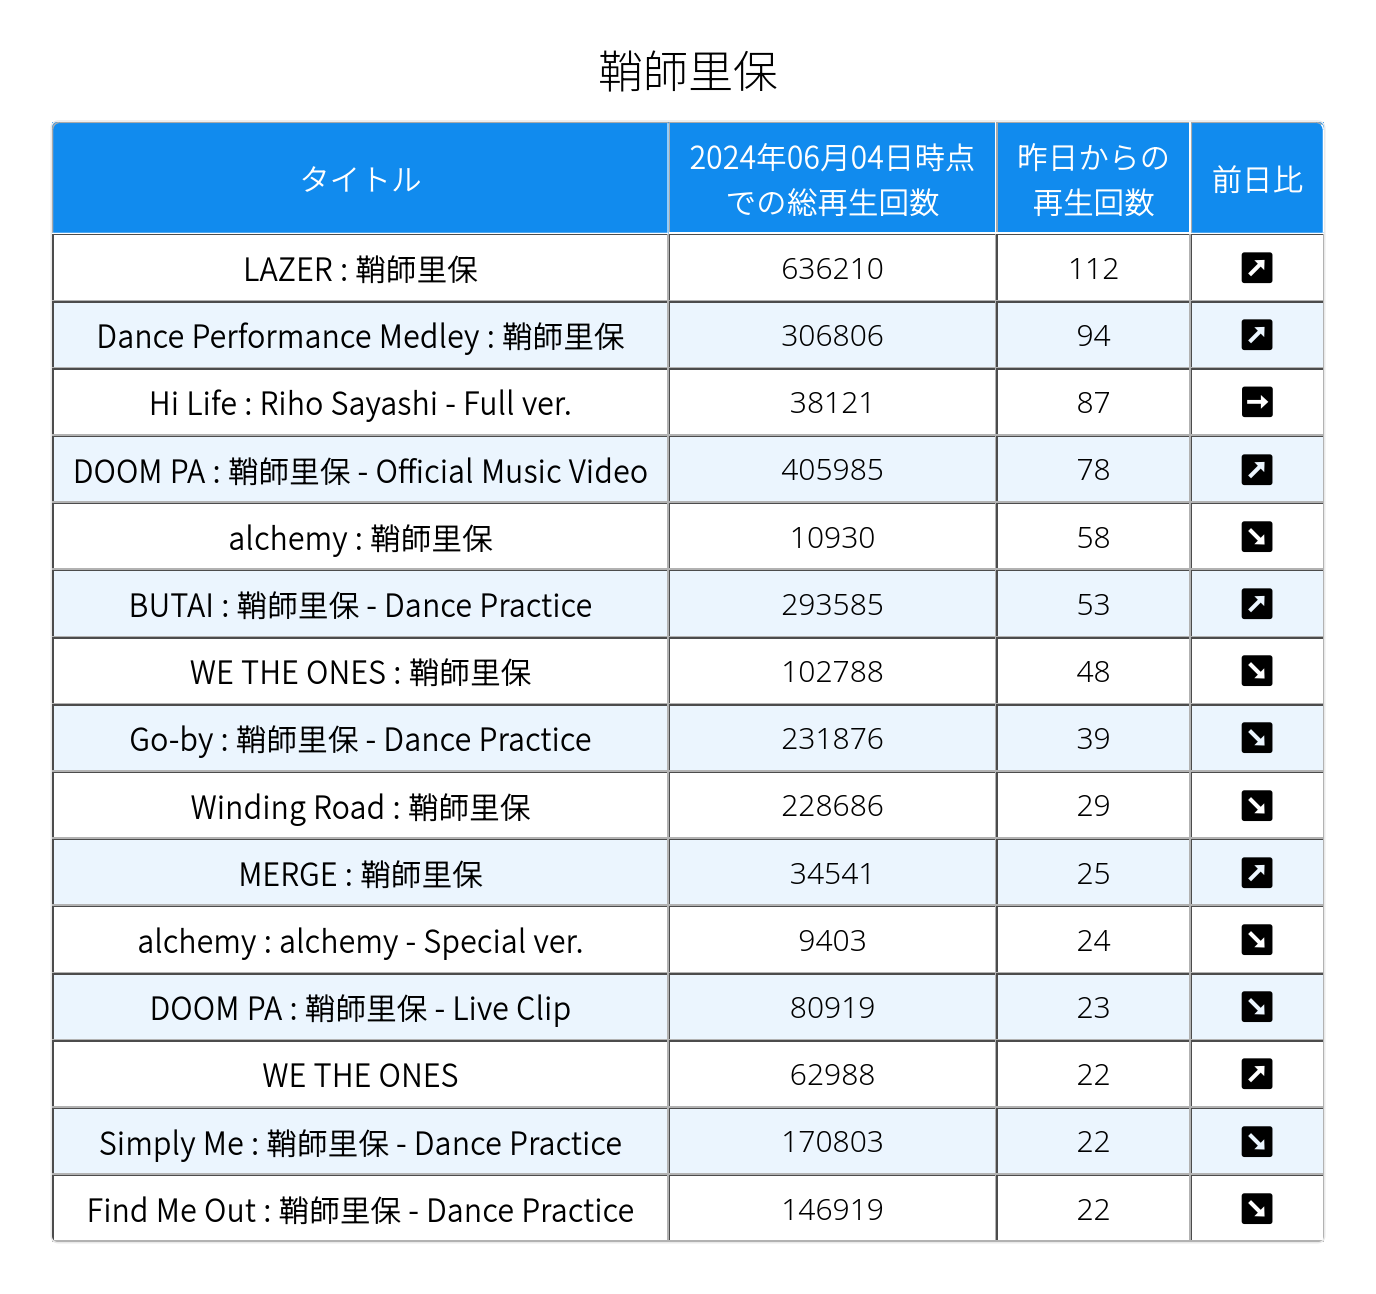 鞘師里保
タイトル 2024年06月04日時点での総再生回数 昨日からの再生回数 前日比
LAZER : 鞘師里保 636210 112 ↗
Dance Performance Medley : 鞘師里保 306806 94 ↗
Hi Life : Riho Sayashi - Full ver. 38121 87 →
DOOM PA : 鞘師里保 - Official Music Video 405985 78 ↗
alchemy : 鞘師里保 10930 58 ↘
BUTAI : 鞘師里保 - Dance Practice 293585 53 ↗
WE THE ONES : 鞘師里保 102788 48 ↘
Go-by : 鞘師里保 - Dance Practice 231876 39 ↘
Winding Road : 鞘師里保 228686 29 ↘
MERGE : 鞘師里保 34541 25 ↗
alchemy : alchemy - Special ver. 9403 24 ↘
DOOM PA : 鞘師里保 - Live Clip 80919 23 ↘
WE THE ONES 62988 22 ↗
Simply Me : 鞘師里保 - Dance Practice 170803 22 ↘
Find Me Out : 鞘師里保 - Dance Practice 146919 22 ↘